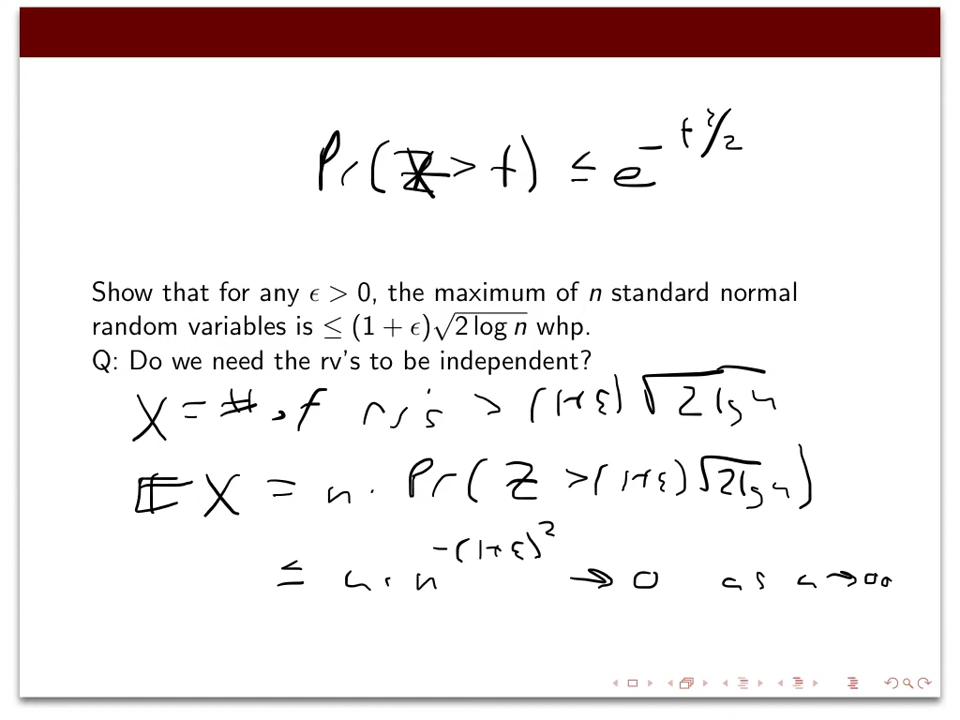 Pr(Z > t) ≤ e^{-t²/2}
Show that for any ϵ > 0, the maximum of n standard normal
random variables is ≤ (1 + ϵ)√(2 log n) whp.
Q: Do we need the rv's to be independent?
X = # of rv's > (1+ε) √(2 log n)
𝔼X = n · Pr(Z > (1+ε)√(2 log n))
≤ n · n^{-(1+ε)²} → 0 as n → ∞